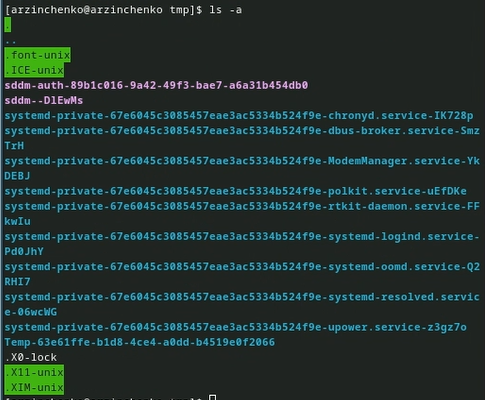 [arzinchenko@arzinchenko tmp]$ ls -a
.
..
.font-unix
.ICE-unix
sddm-auth-89b1c016-9a42-49f3-bae7-a6a31b454db0
sddm--DlEwMs
systemd-private-67e6045c3085457eae3ac5334b524f9e-chronyd.service-IK728p
systemd-private-67e6045c3085457eae3ac5334b524f9e-dbus-broker.service-Smz
TrH
systemd-private-67e6045c3085457eae3ac5334b524f9e-ModemManager.service-Yk
DEBJ
systemd-private-67e6045c3085457eae3ac5334b524f9e-polkit.service-uEfDKe
systemd-private-67e6045c3085457eae3ac5334b524f9e-rtkit-daemon.service-FF
kwIu
systemd-private-67e6045c3085457eae3ac5334b524f9e-systemd-logind.service-
Pd0JhY
systemd-private-67e6045c3085457eae3ac5334b524f9e-systemd-oomd.service-Q2
RHI7
systemd-private-67e6045c3085457eae3ac5334b524f9e-systemd-resolved.servic
e-06wcWG
systemd-private-67e6045c3085457eae3ac5334b524f9e-upower.service-z3gz7o
Temp-63e61ffe-b1d8-4ce4-a0dd-b4519e0f2066
.X0-lock
.X11-unix
.XIM-unix
[arzinchenko@arzinchenko tmp]$